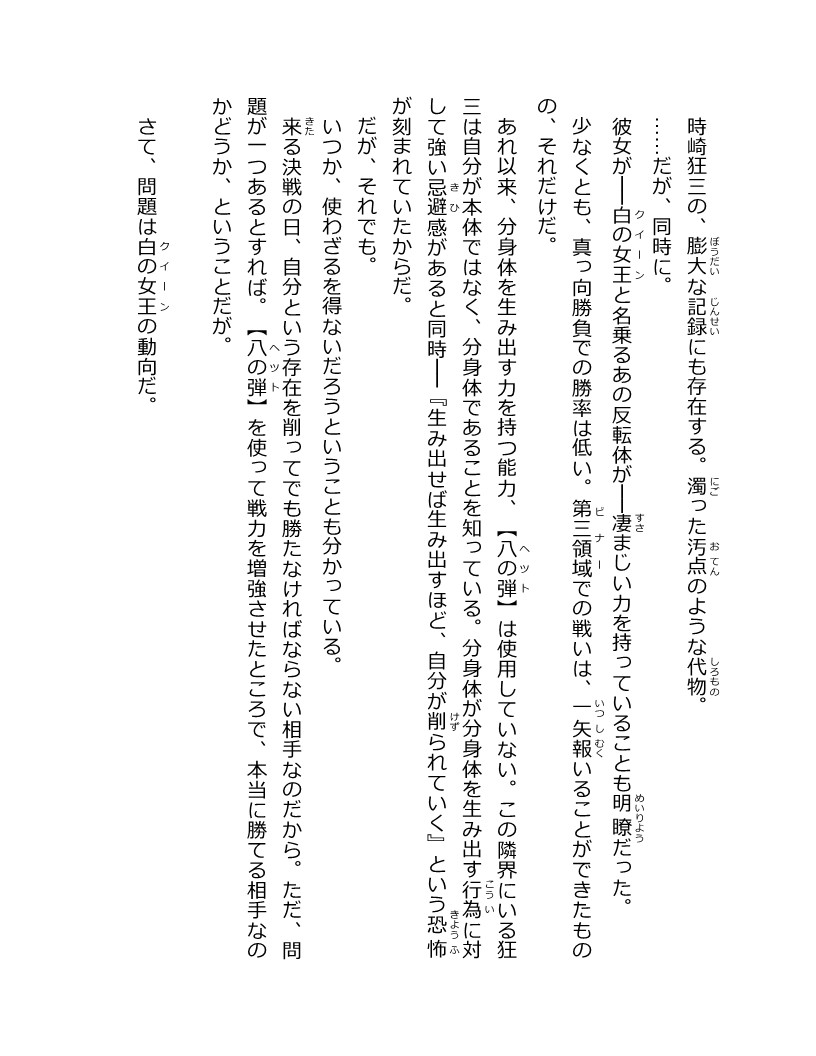 時崎狂三の、膨大な記録にも存在する。濁った汚点のような代物。
……だが、同時に。
彼女が――白の女王と名乗るあの反転体が――凄まじい力を持っていることも明瞭だった。
少なくとも、真っ向勝負での勝率は低い。第三領域での戦いは、一矢報いることができたもの
の、それだけだ。
あれ以来、分身体を生み出す力を持つ能力、【八の弾】は使用していない。この隣界にいる狂
三は自分が本体ではなく、分身体であることを知っている。分身体が分身体を生み出す行為に対
して強い忌避感があると同時――『生み出せば生み出すほど、自分が削られていく』という恐怖
が刻まれていたからだ。
だが、それでも。
いつか、使わざるを得ないだろうということも分かっている。
来る決戦の日、自分という存在を削ってでも勝たなければならない相手なのだから。ただ、問
題が一つあるとすれば。【八の弾】を使って戦力を増強させたところで、本当に勝てる相手なの
かどうか、ということだが。
さて、問題は白の女王の動向だ。